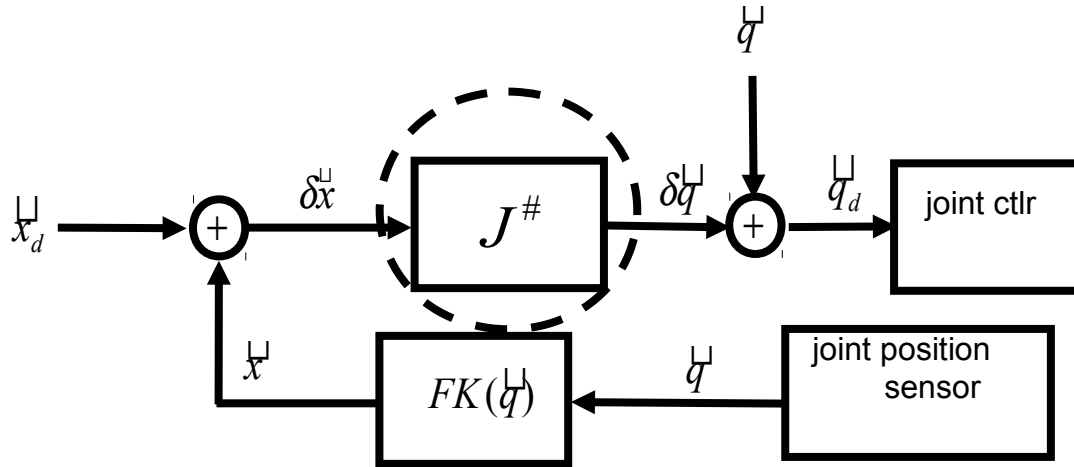 q
x_d
+
δx
J^#
δq
+
q_d
joint ctlr
x
FK(q)
q
joint position
sensor